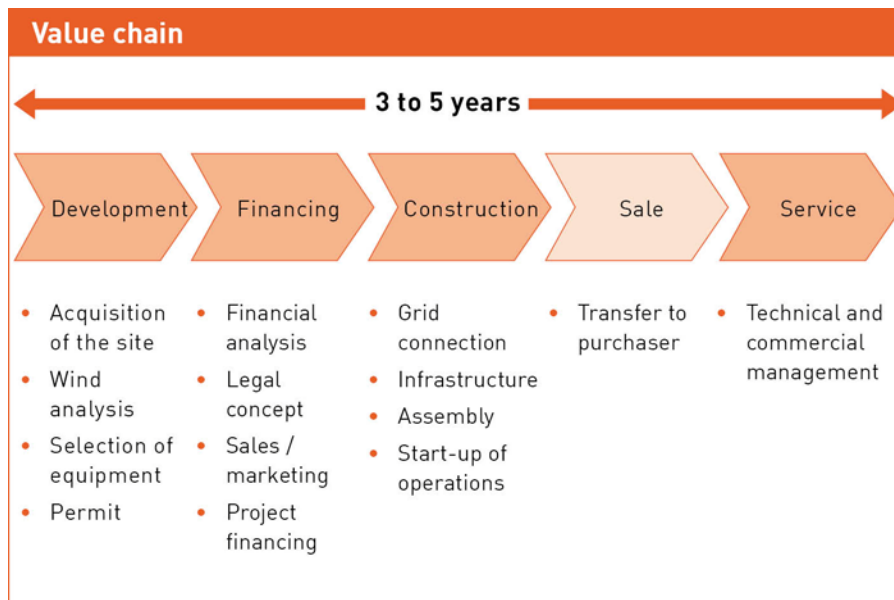 Value chain
3 to 5 years
Development
Financing
Construction
Sale
Service
• Acquisition
of the site
• Wind
analysis
• Selection of
equipment
• Permit
• Financial
analysis
• Legal
concept
• Sales /
marketing
• Project
financing
• Grid
connection
• Infrastructure
• Assembly
• Start-up of
operations
• Transfer to
purchaser
• Technical and
commercial
management